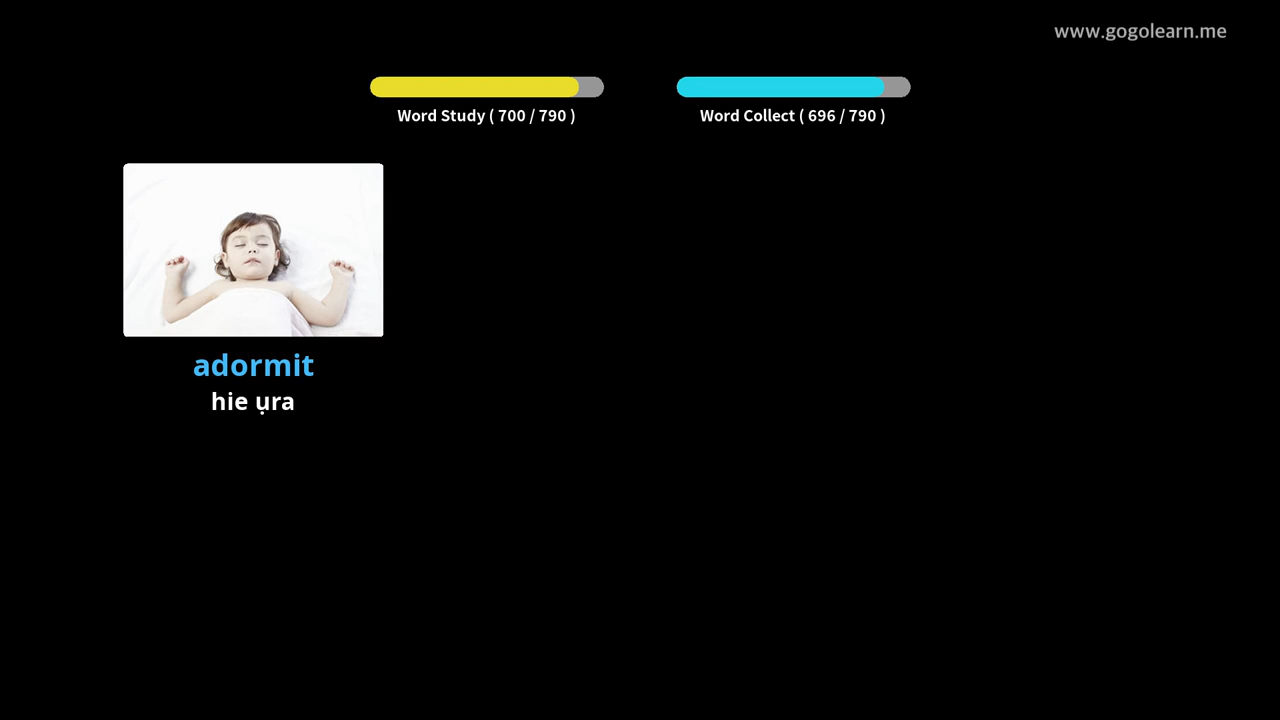 www.gogolearn.me
Word Study ( 700 / 790 )
Word Collect ( 696 / 790 )
adormit
hie ụra